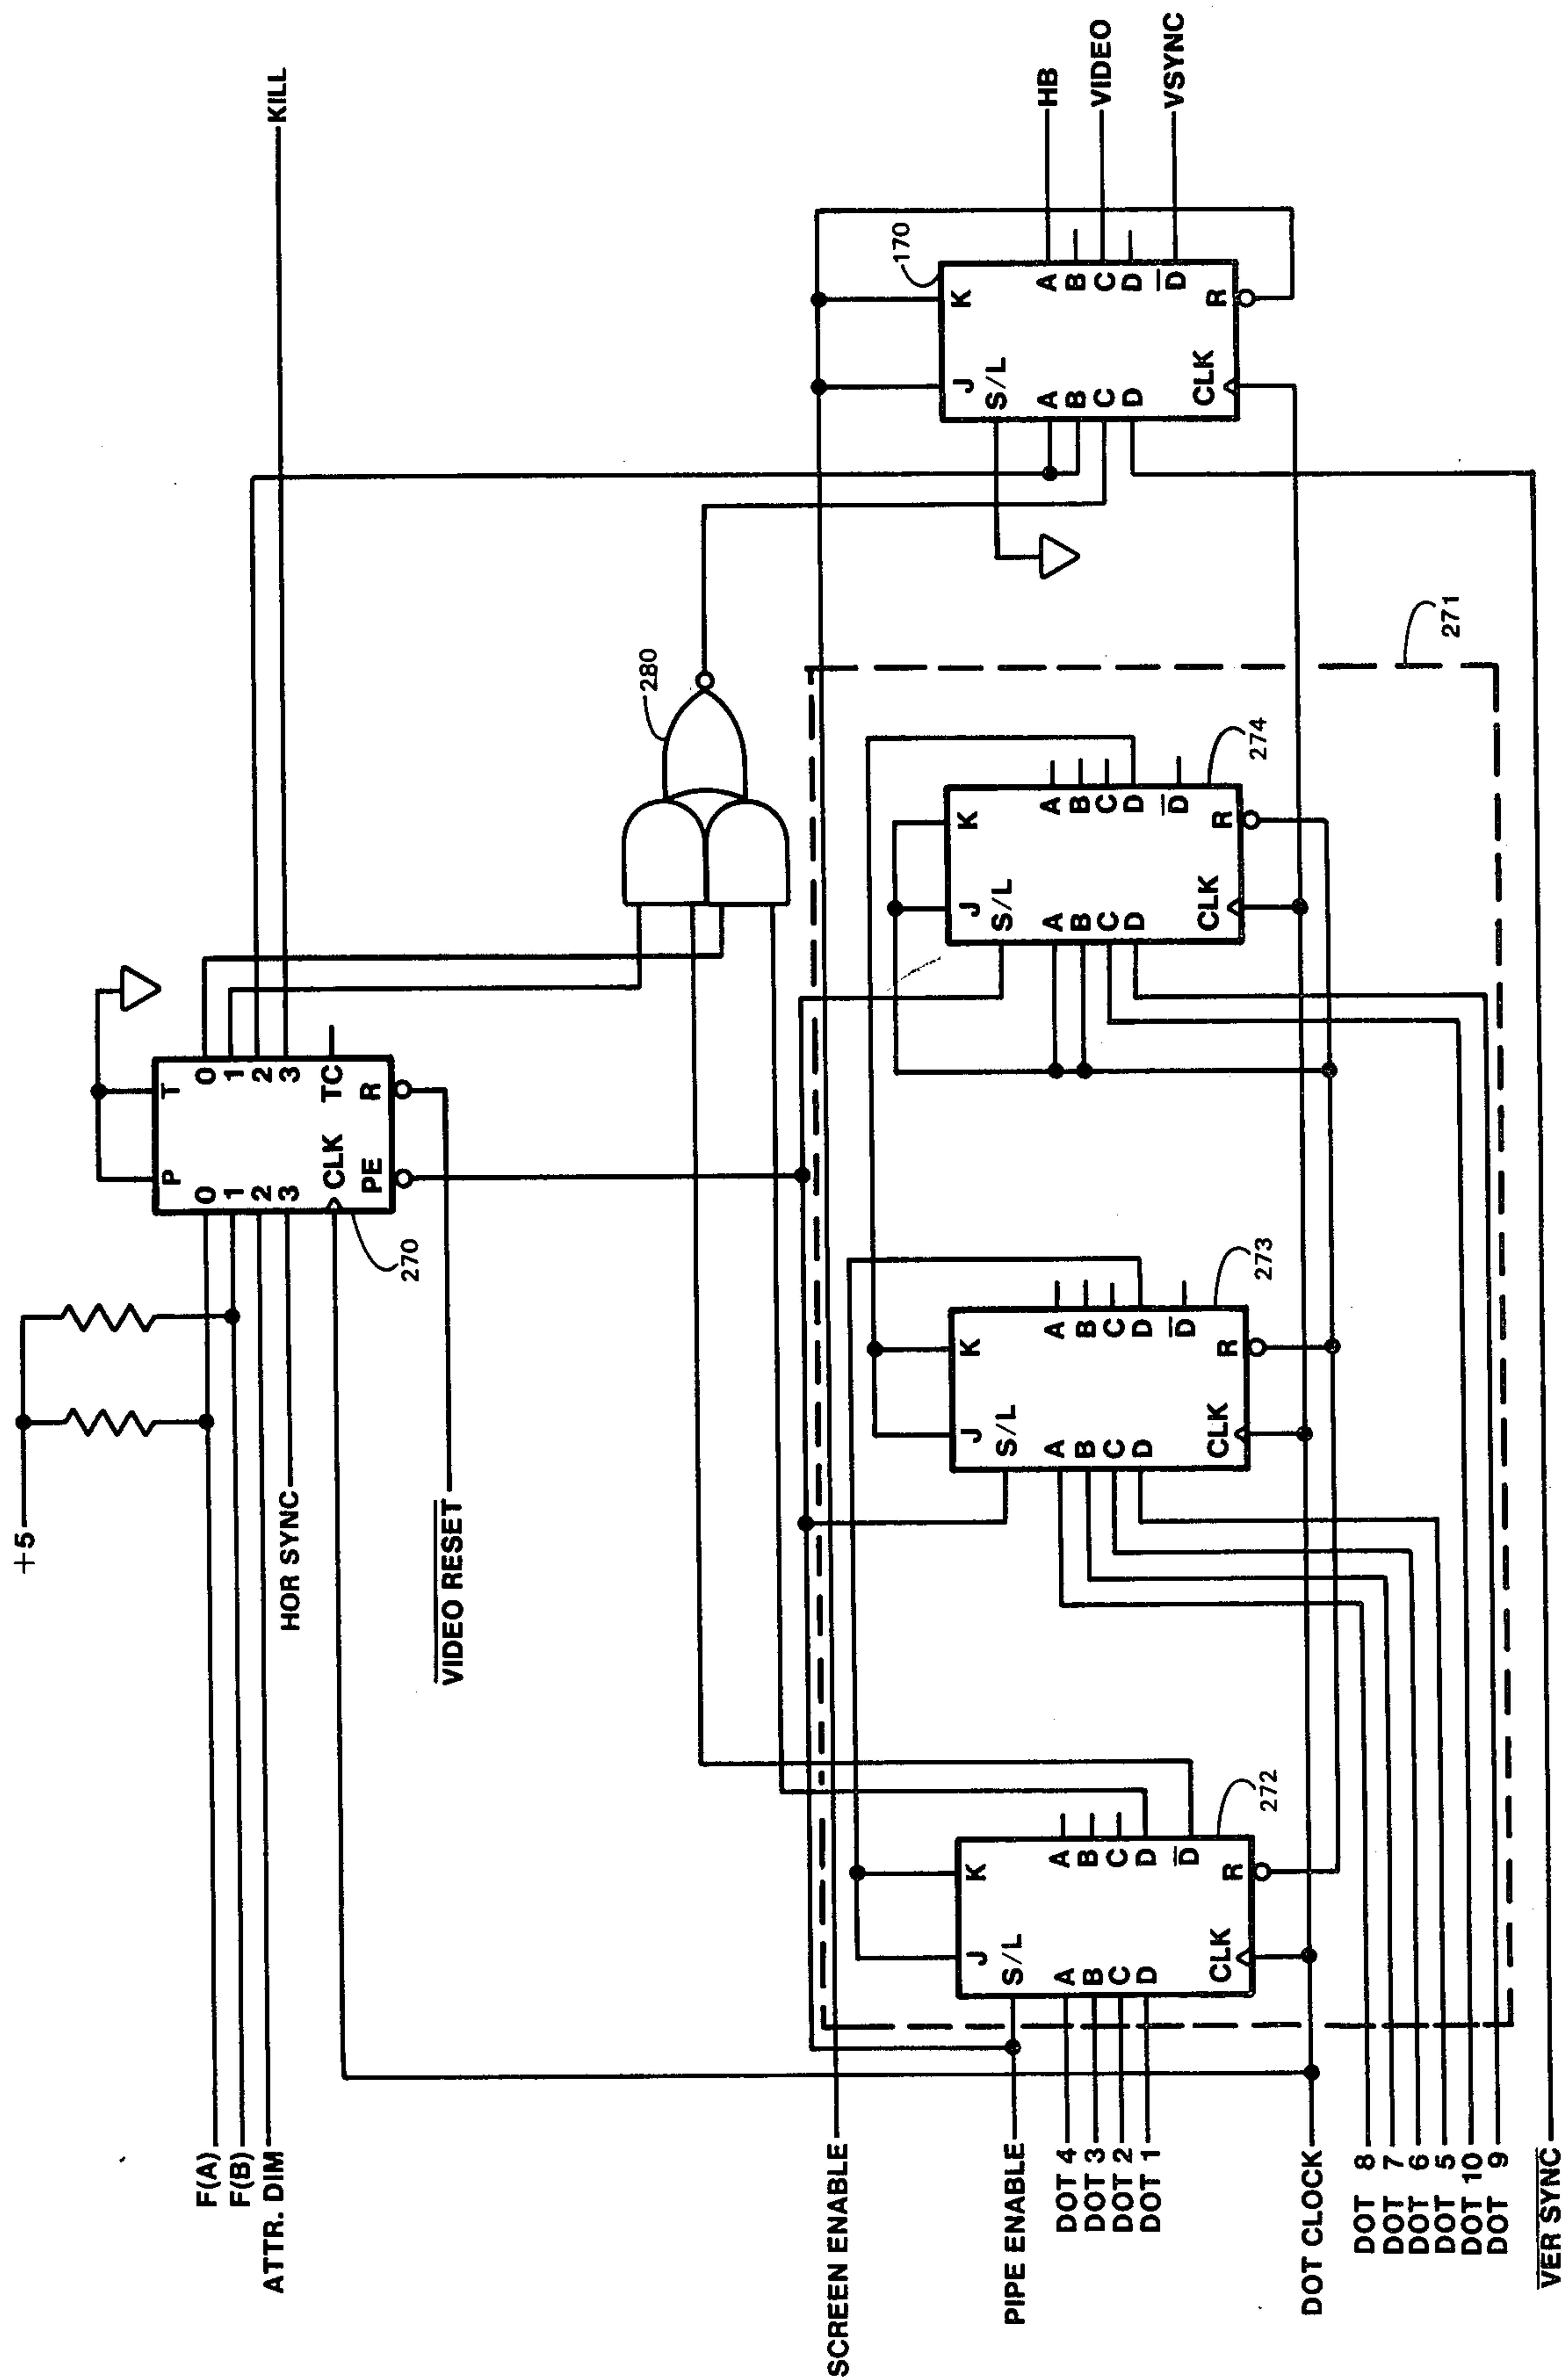 +5
F(A)
F(B)
ATTR. DIM
HOR SYNC
VIDEO RESET
P
T
0
1
2
3
CLK
PE
0
1
2
3
TC
R
270
KILL
280
SCREEN ENABLE
PIPE ENABLE
DOT 4
DOT 3
DOT 2
DOT 1
DOT CLOCK
DOT 8
DOT 7
DOT 6
DOT 5
DOT 10
DOT 9
VER SYNC
J
K
S/L
A
B
C
D
CLK
A
B
C
D
D
R
272
J
K
S/L
A
B
C
D
CLK
A
B
C
D
D
R
273
J
K
S/L
A
B
C
D
CLK
A
B
C
D
D
R
274
271
J
K
S/L
A
B
C
D
CLK
A
B
C
D
D
R
170
HB
VIDEO
VSYNC